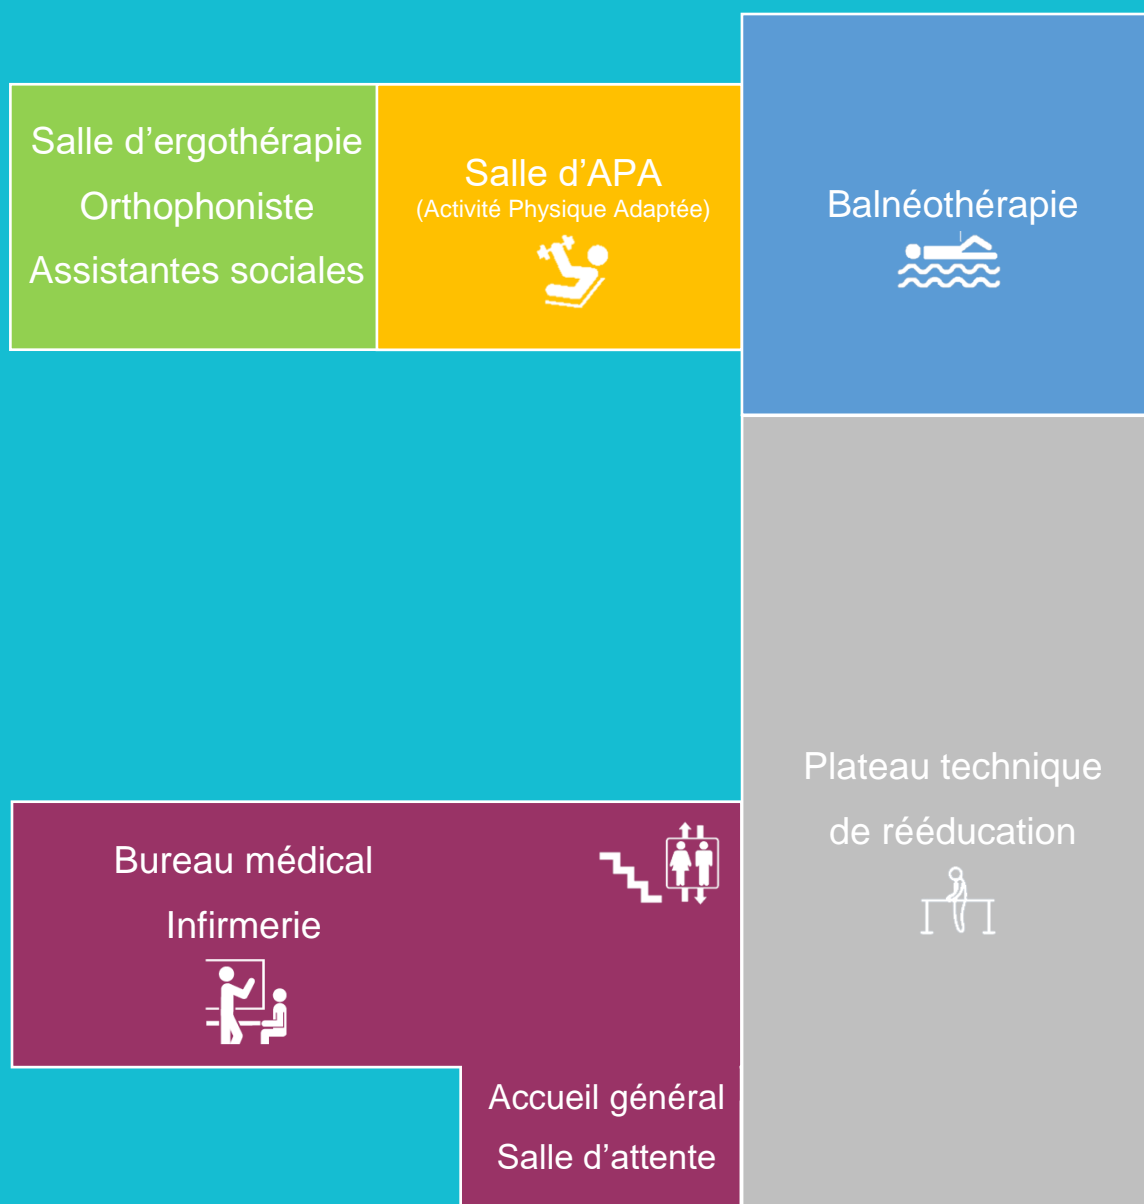 Salle d’ergothérapie
Orthophoniste
Assistantes sociales
Salle d’APA
(Activité Physique Adaptée)
Balnéothérapie
Plateau technique
de rééducation
Bureau médical
Infirmerie
Accueil général
Salle d’attente